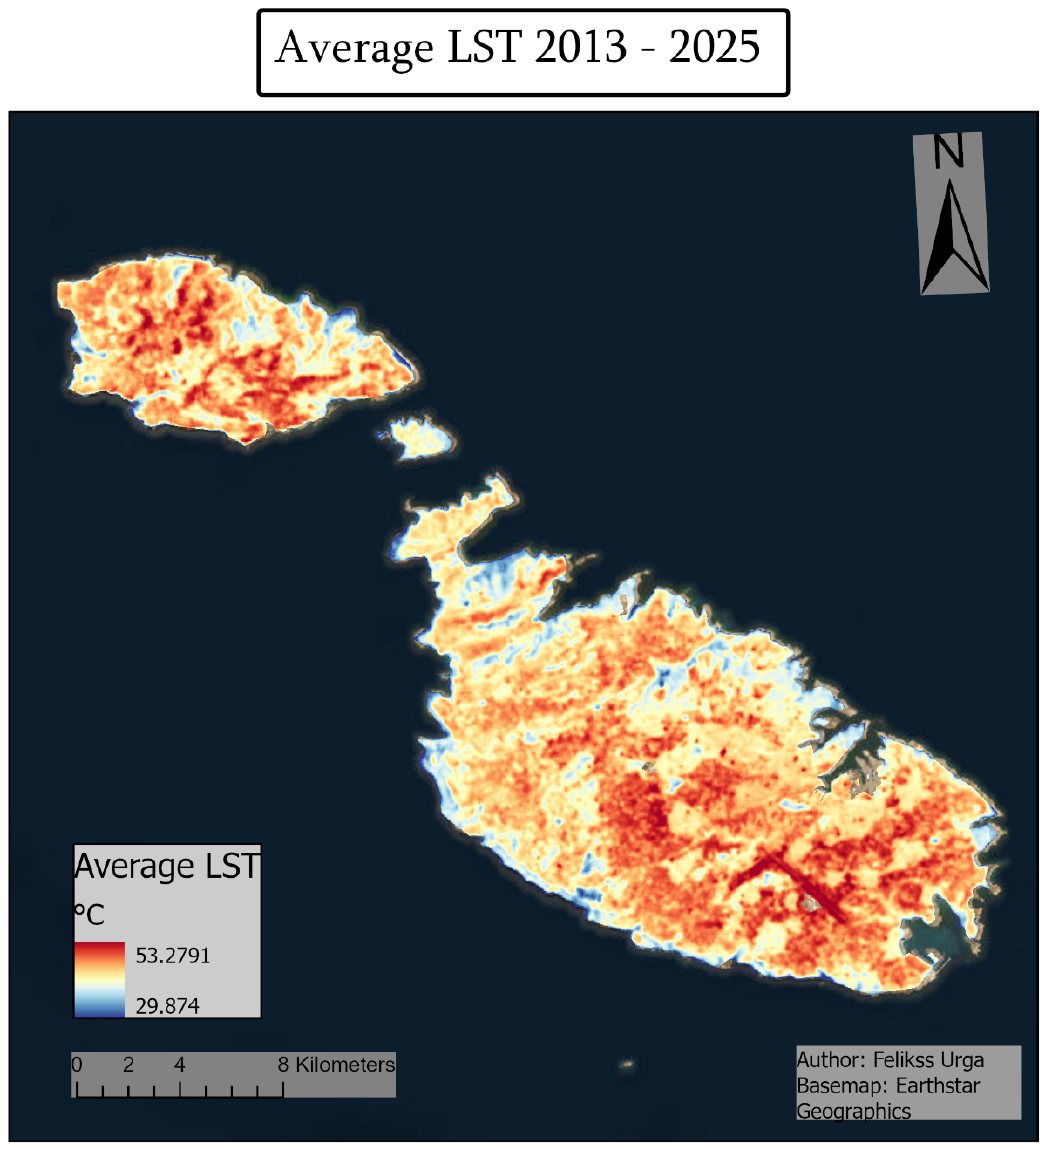 Average LST 2013 - 2025
N
Average LST
°C
53.2791
29.874
0 2 4 8 Kilometers
Author: Felikss Urga
Basemap: Earthstar
Geographics